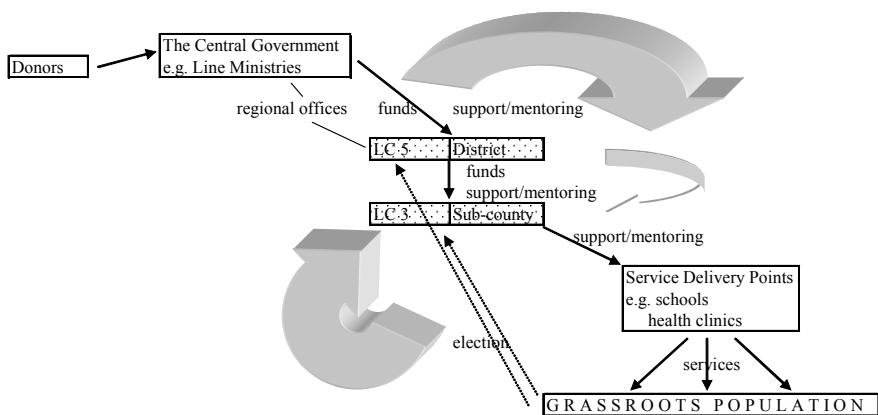 The Central Government
e.g. Line Ministries
Donors
regional offices
funds
support/mentoring
LC 5
District
funds
support/mentoring
LC 3
Sub-county
support/mentoring
Service Delivery Points
e.g. schools
health clinics
election
services
GRASSROOTS POPULATION